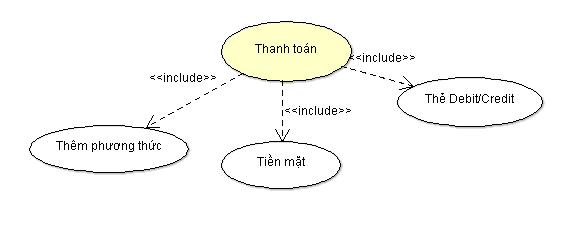 Thanh toán
<<include>>
<<include>>
<<include>>
Thẻ Debit/Credit
Thêm phương thức
Tiền mặt